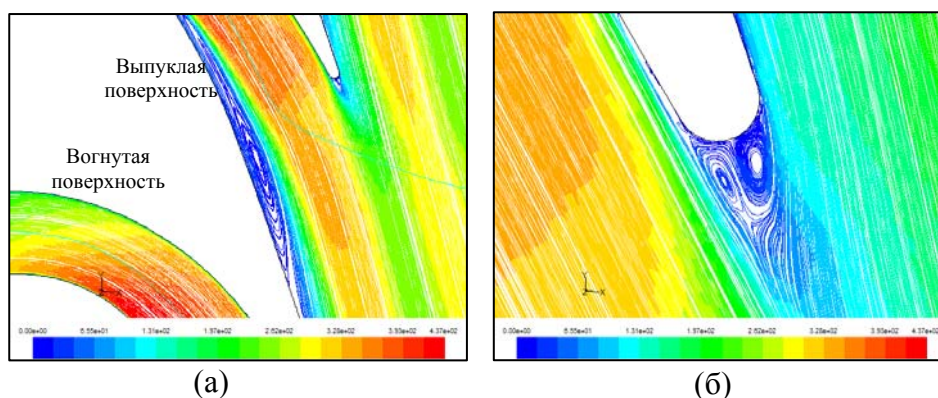 Выпуклая
поверхность
Вогнутая
поверхность
Y
X
Z
Y
X
Z
0.00e+00 6.55e+01 1.31e+02 1.97e+02 2.62e+02 3.28e+02 3.93e+02 4.37e+02
0.00e+00 6.55e+01 1.31e+02 1.97e+02 2.62e+02 3.28e+02 3.93e+02 4.37e+02
(а)
(б)